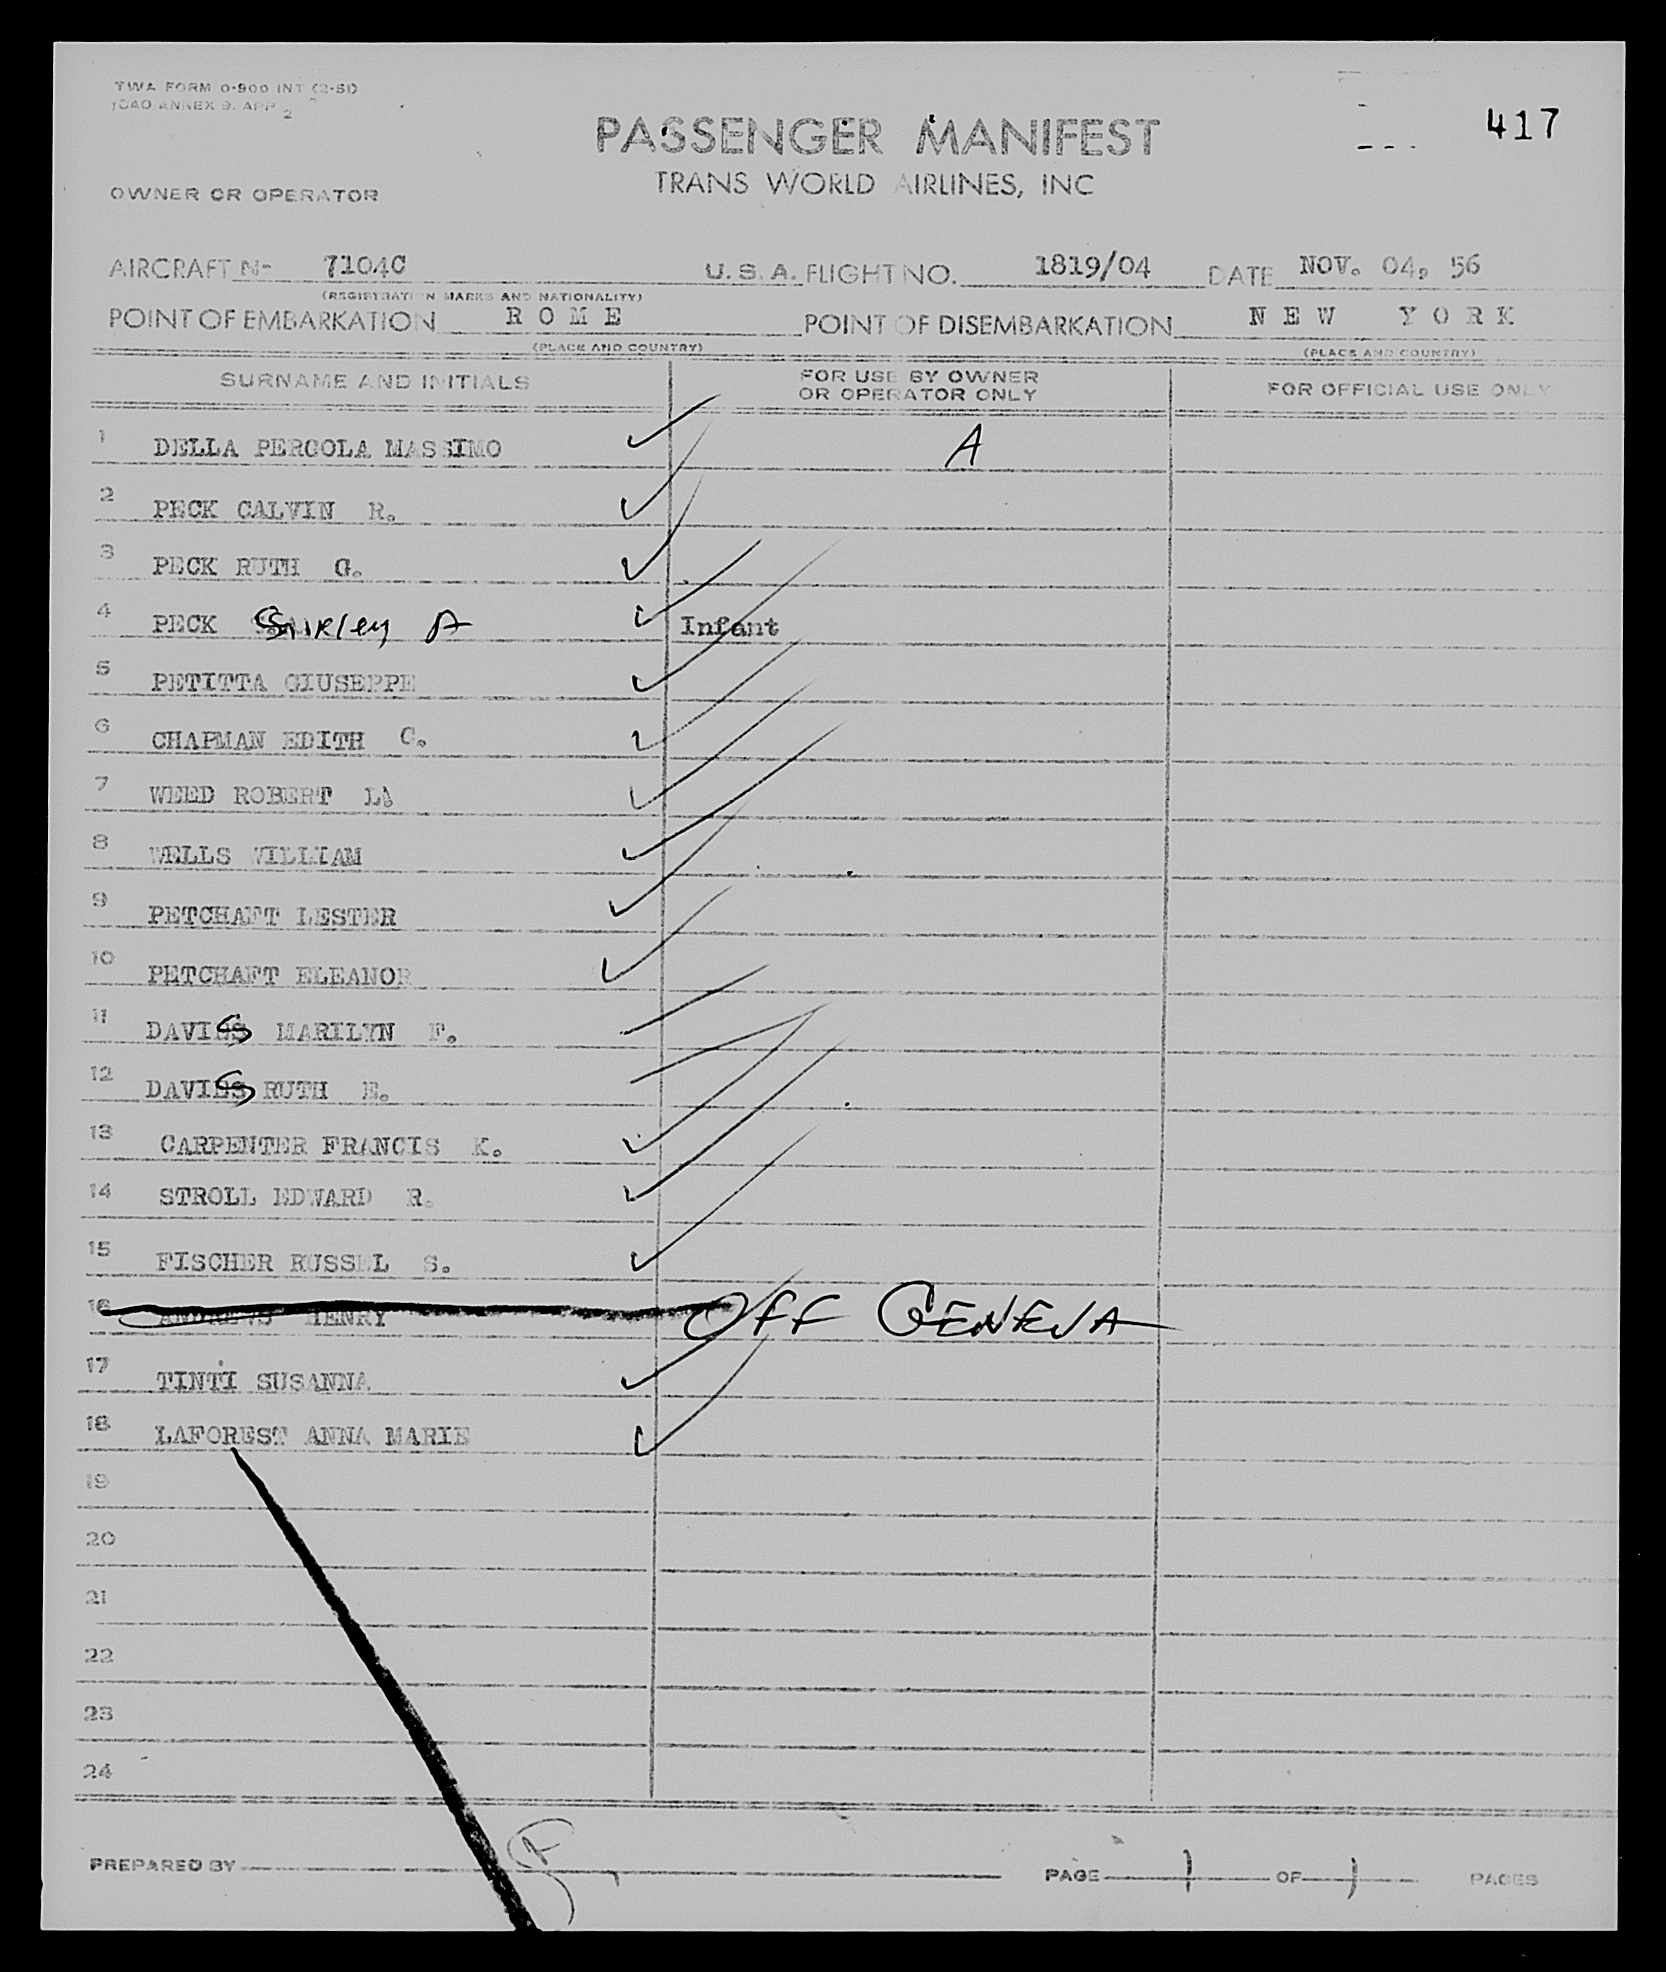 TWA FORM 0-900 INT (2-51)
ICAO ANNEX 9, APP 2
417
PASSENGER MANIFEST
TRANS WORLD AIRLINES, INC
OWNER OR OPERATOR
AIRCRAFT No 7104C U. S. A. FLIGHT NO. 1819/04 DATE NOV. 04, 56
(REGISTRATION MARKS AND NATIONALITY)
POINT OF EMBARKATION ROME POINT OF DISEMBARKATION NEW YORK
(PLACE AND COUNTRY) (PLACE AND COUNTRY)
SURNAME AND INITIALS FOR USE BY OWNER OR OPERATOR ONLY FOR OFFICIAL USE ONLY
1 DELLA PERGOLA MASSIMO A
2 PECK CALVIN R.
3 PECK RUTH G.
4 PECK Shirley A Infant
5 PETITTA GIUSEPPE
6 CHAPMAN EDITH C.
7 WEED ROBERT L
8 WELLS WILLIAM
9 PETCHAFT LESTER
10 PETCHAFT ELEANOR
11 DAVIS MARILYN F.
12 DAVIS RUTH E.
13 CARPENTER FRANCIS K.
14 STROLL EDWARD R.
15 FISCHER RUSSEL S.
16 ANDREWS HENRY OFF GENEVA
17 TINTI SUSANNA
18 LAFOREST ANNA MARIE
19
20
21
22
23
24
PREPARED BY PAGE 1 OF 1 PAGES